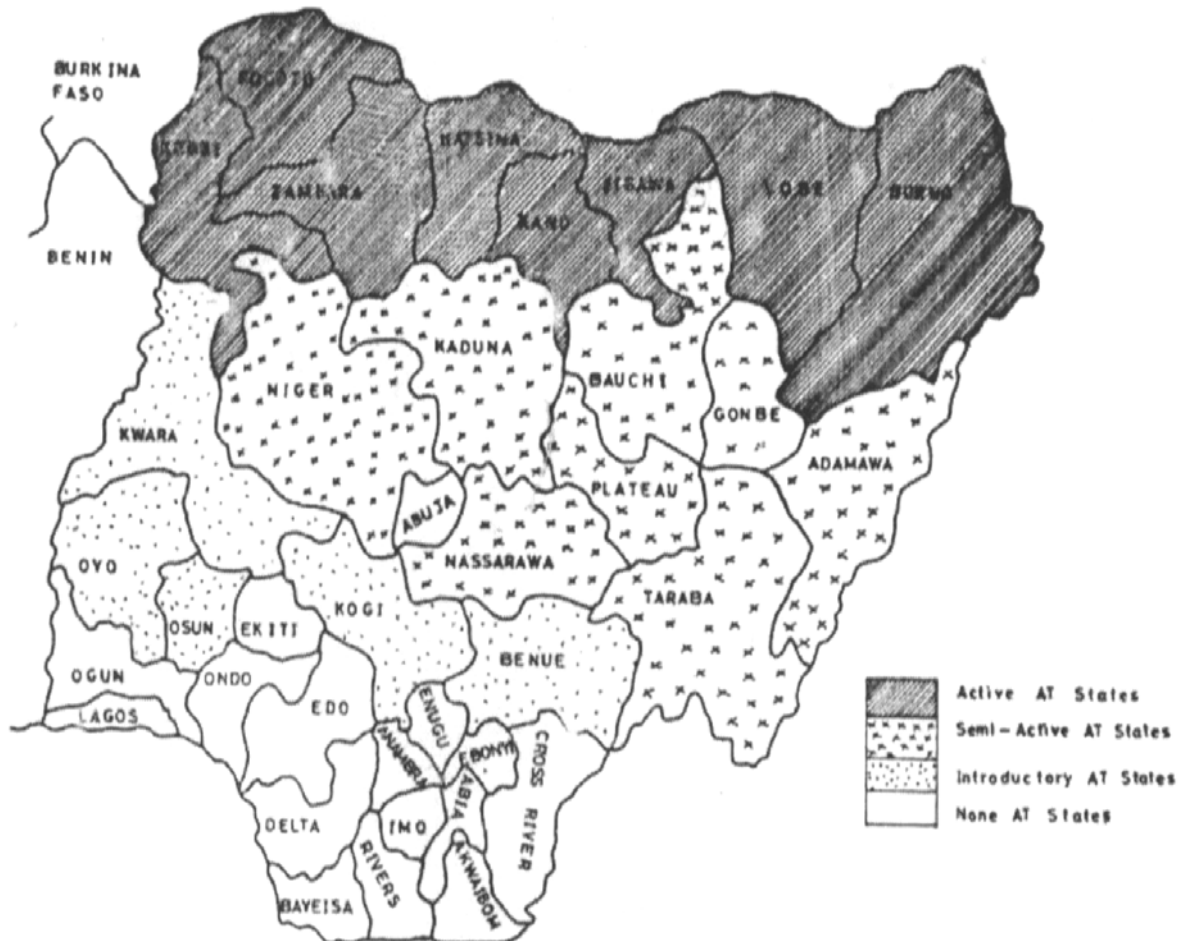 BURKINA
FASO
BENIN
SOCOTO
KEBBI
ZAMFARA
KATSINA
KANO
JIGAWA
YOBE
BORNO
NIGER
KADUNA
BAUCHI
GONBE
ADAMAWA
KWARA
ABUJA
PLATEAU
NASSARAWA
TARABA
OYO
OSUN
EKITI
KOGI
BENUE
OGUN
ONDO
LAGOS
EDO
ENUGU
ANAMBRA
EBONYI
CROSS
RIVER
DELTA
IMO
ABIA
RIVERS
AKWAIBOM
BAYEISA
Active AT States
Semi-Active AT States
Introductory AT States
None AT States